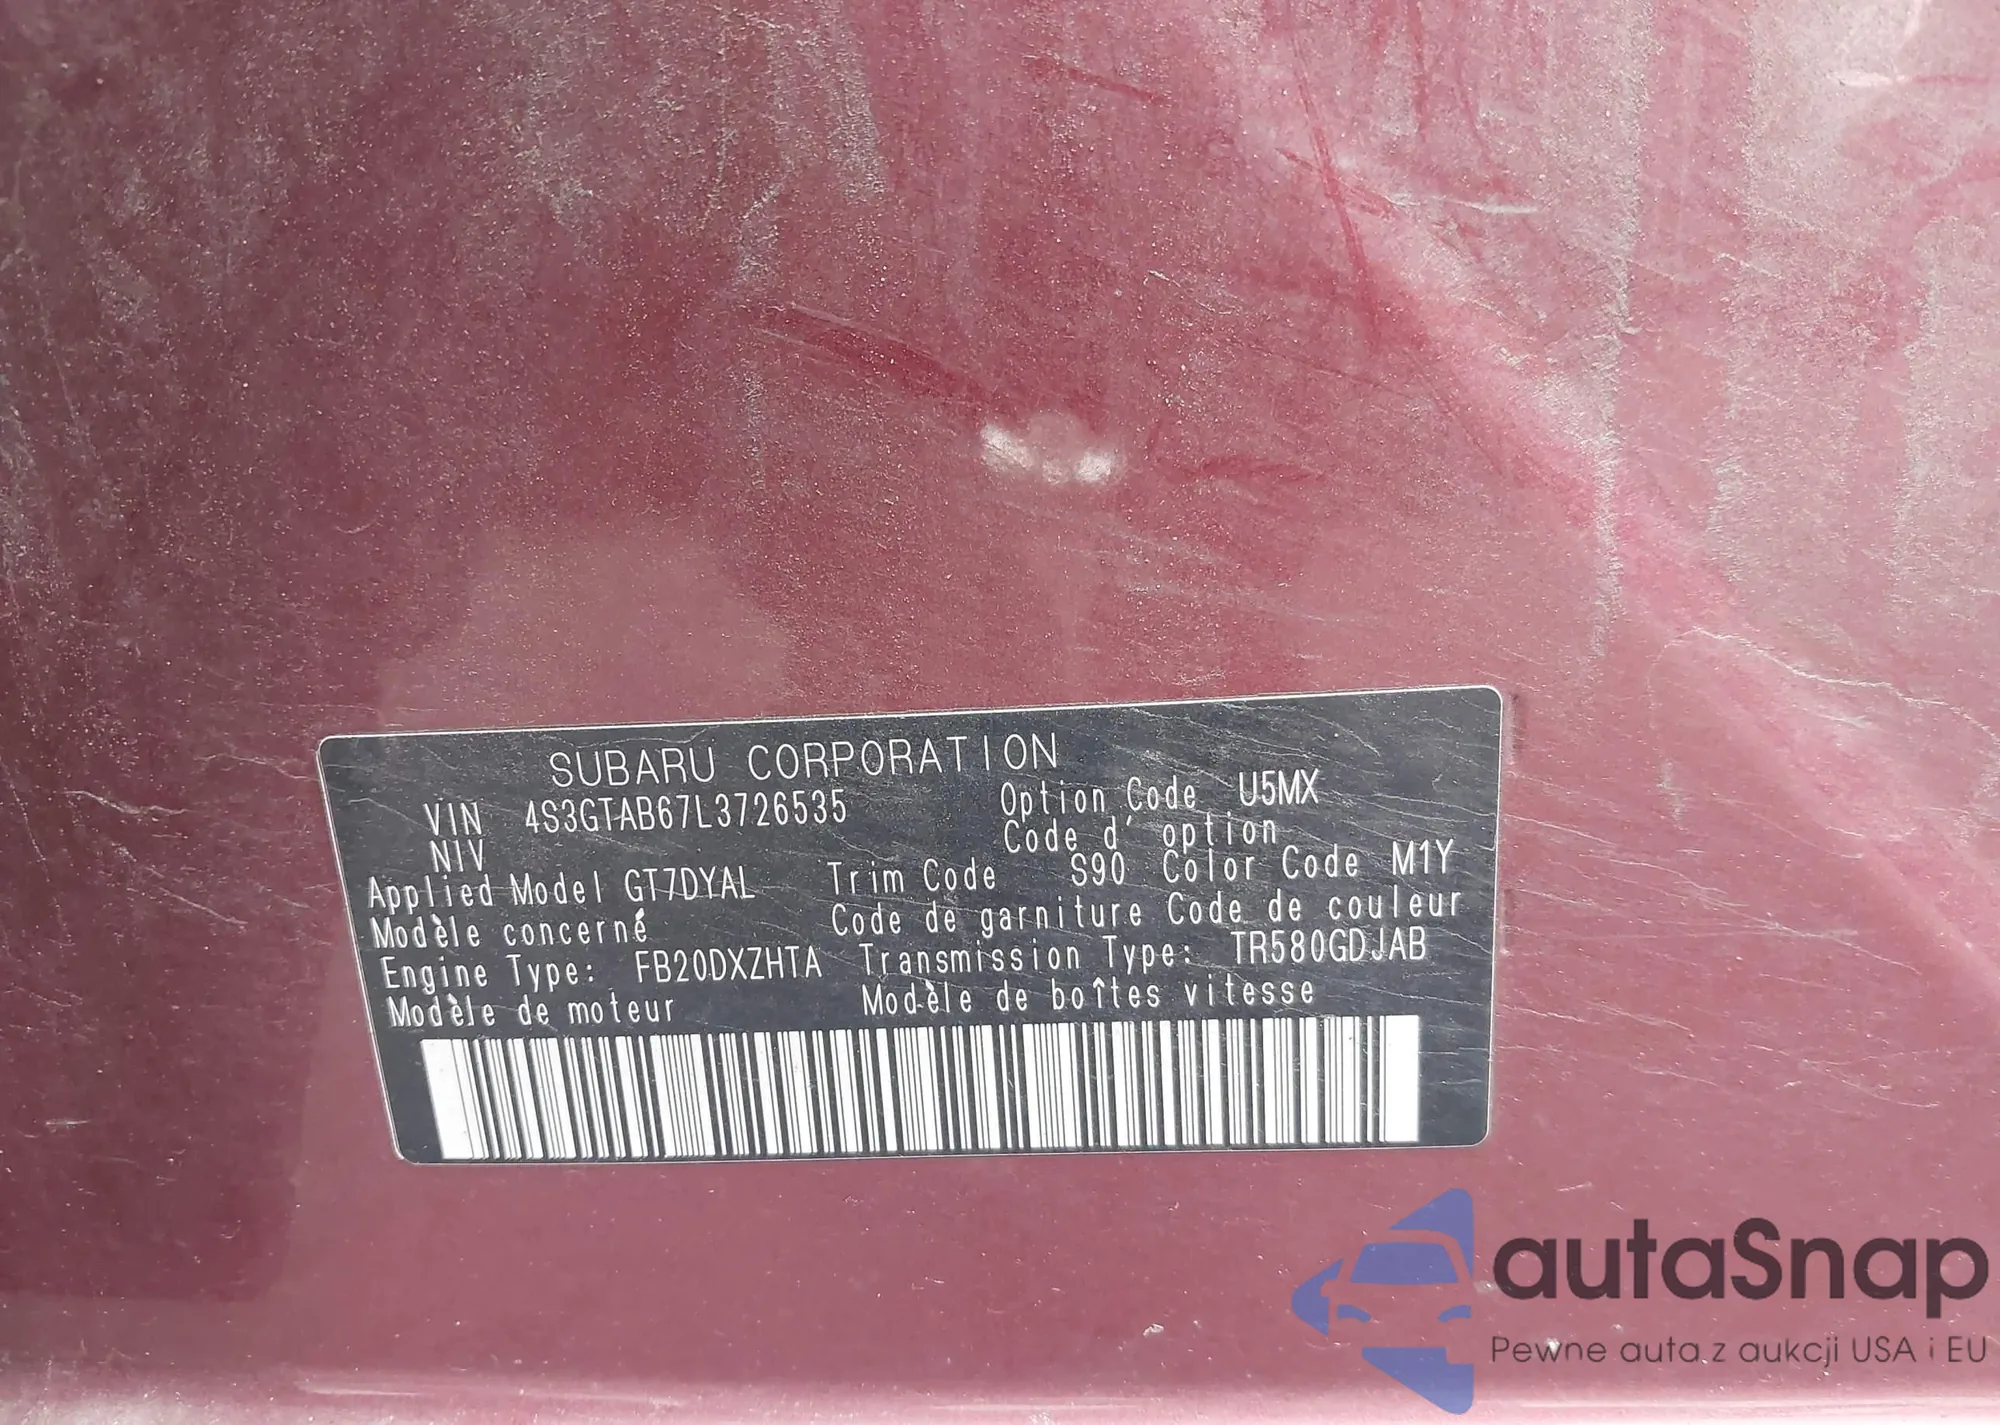 SUBARU CORPORATION
VIN 4S3GTAB67L3726535 Option Code U5MX
NIV Code d' option
Applied Model GT7DYAL Trim Code S90 Color Code M1Y
Modèle concerné Code de garniture Code de couleur
Engine Type: FB20DXZHTA Transmission Type: TR580GDJAB
Modèle de moteur Modèle de boîtes vitesse
autaSnap
Pewne auta z aukcji USA i EU